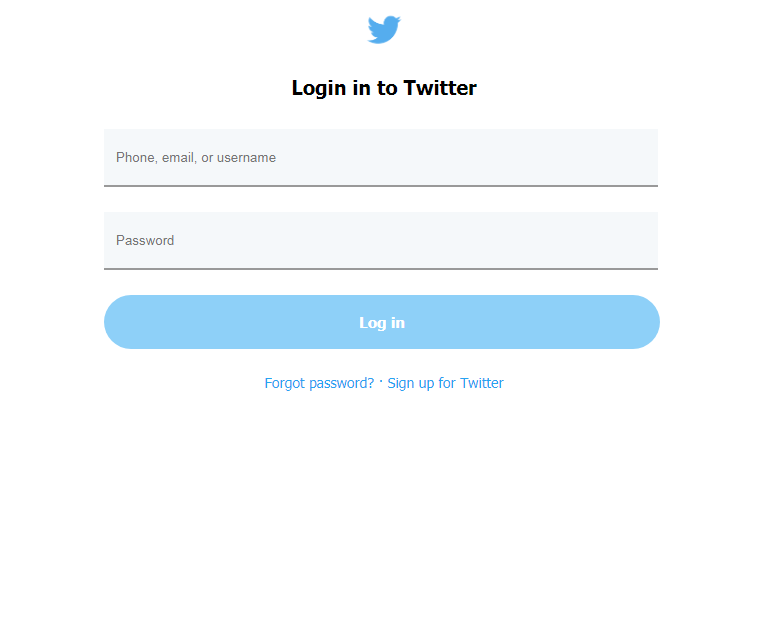 Login in to Twitter
Phone, email, or username
Password
Log in
Forgot password? · Sign up for Twitter